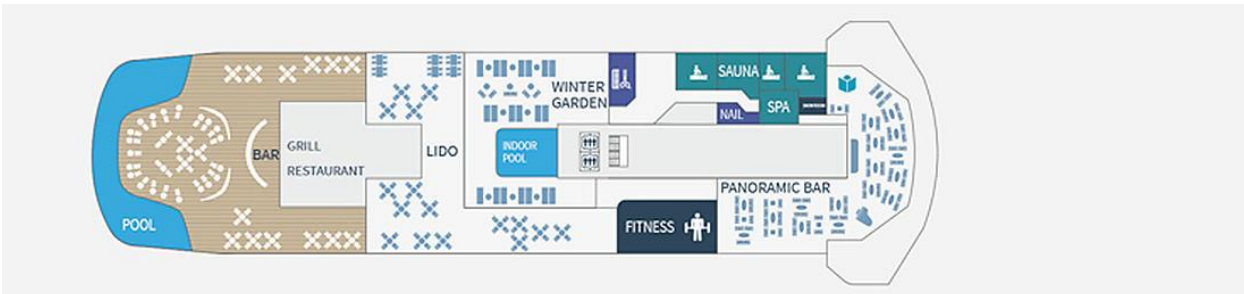 WINTER
GARDEN
SAUNA
NAIL
SPA
BAR
GRILL
RESTAURANT
LIDO
INDOOR
POOL
PANORAMIC BAR
POOL
FITNESS